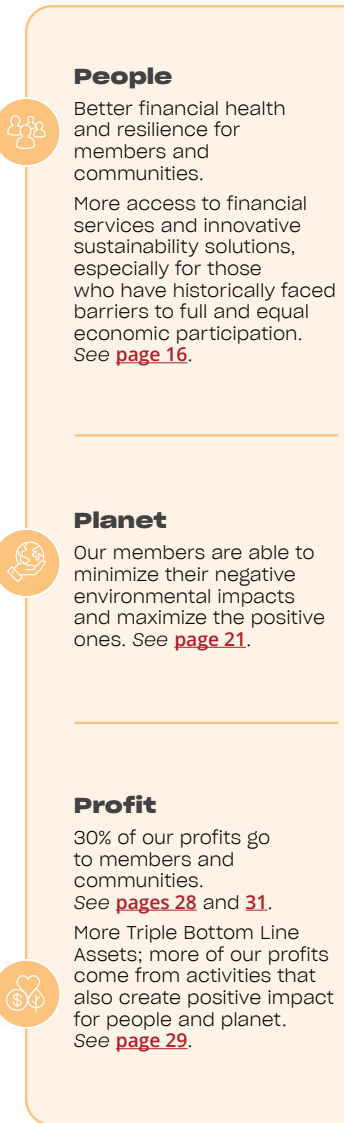 People
Better financial health
and resilience for
members and
communities.
More access to financial
services and innovative
sustainability solutions,
especially for those
who have historically faced
barriers to full and equal
economic participation.
See page 16.
Planet
Our members are able to
minimize their negative
environmental impacts
and maximize the positive
ones. See page 21.
Profit
30% of our profits go
to members and
communities.
See pages 28 and 31.
More Triple Bottom Line
Assets; more of our profits
come from activities that
also create positive impact
for people and planet.
See page 29.